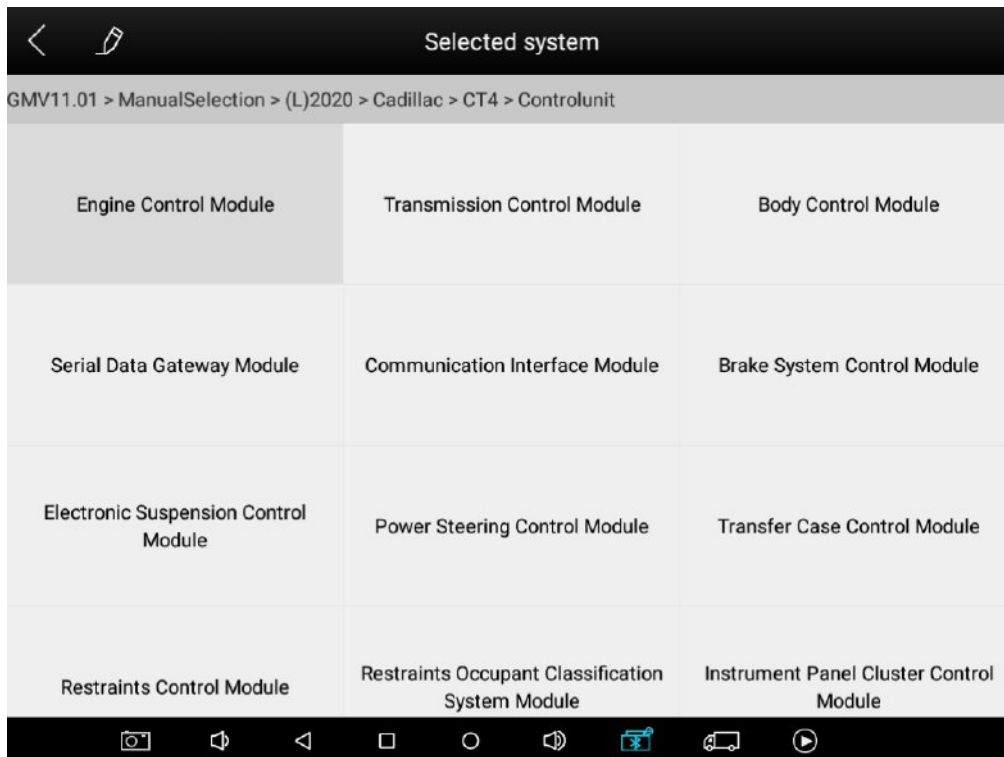 Selected system
GMV11.01 > ManualSelection > (L)2020 > Cadillac > CT4 > Controlunit
Engine Control Module
Transmission Control Module
Body Control Module
Serial Data Gateway Module
Communication Interface Module
Brake System Control Module
Electronic Suspension Control
Module
Power Steering Control Module
Transfer Case Control Module
Restraints Control Module
Restraints Occupant Classification
System Module
Instrument Panel Cluster Control
Module